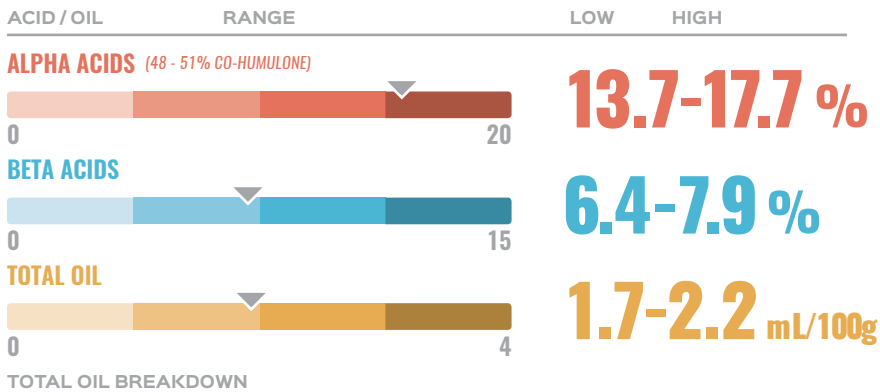 ACID / OIL RANGE LOW HIGH
ALPHA ACIDS (48 - 51% CO-HUMULONE)
0 20
13.7-17.7 %
BETA ACIDS
0 15
6.4-7.9 %
TOTAL OIL
0 4
1.7-2.2 mL/100g
TOTAL OIL BREAKDOWN